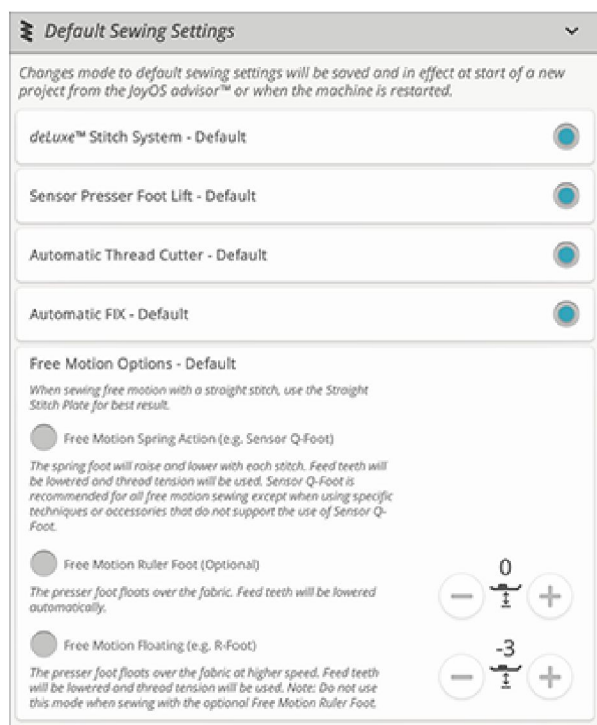 Default Sewing Settings
Changes mode to default sewing settings will be saved and in effect at start of a new
project from the JoyOS advisor™ or when the machine is restarted.
deLuxe™ Stitch System - Default
Sensor Presser Foot Lift - Default
Automatic Thread Cutter - Default
Automatic FIX - Default
Free Motion Options - Default
When sewing free motion with a straight stitch, use the Straight
Stitch Plate for best result.
Free Motion Spring Action (e.g. Sensor Q-Foot)
The spring foot will raise and lower with each stitch. Feed teeth will
be lowered and thread tension will be used. Sensor Q-Foot is
recommended for all free motion sewing except when using specific
techniques or accessories that do not support the use of Sensor Q-
Foot.
Free Motion Ruler Foot (Optional)
0
The presser foot floats over the fabric. Feed teeth will be lowered
automatically.
Free Motion Floating (e.g. R-Foot)
-3
The presser foot floats over the fabric at higher speed. Feed teeth
will be lowered and thread tension will be used. Note: Do not use
this mode when sewing with the optional Free Motion Ruler Foot.